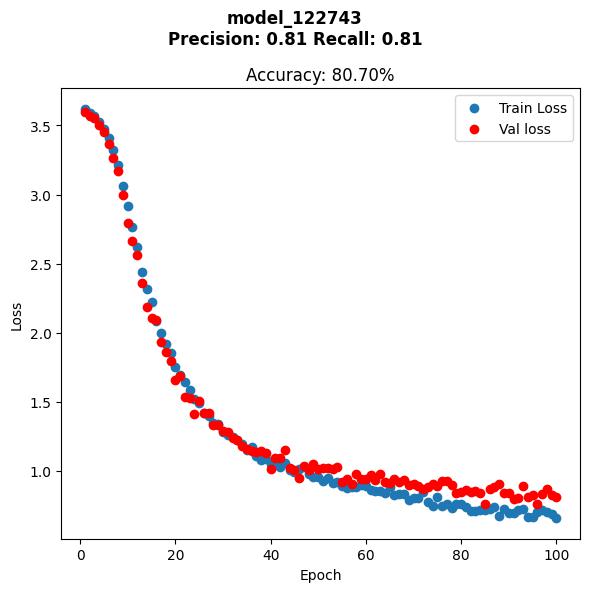 model_122743
Precision: 0.81 Recall: 0.81
Accuracy: 80.70%
Train Loss
Val loss
3.5
3.0
2.5
2.0
1.5
1.0
Loss
0 20 40 60 80 100
Epoch